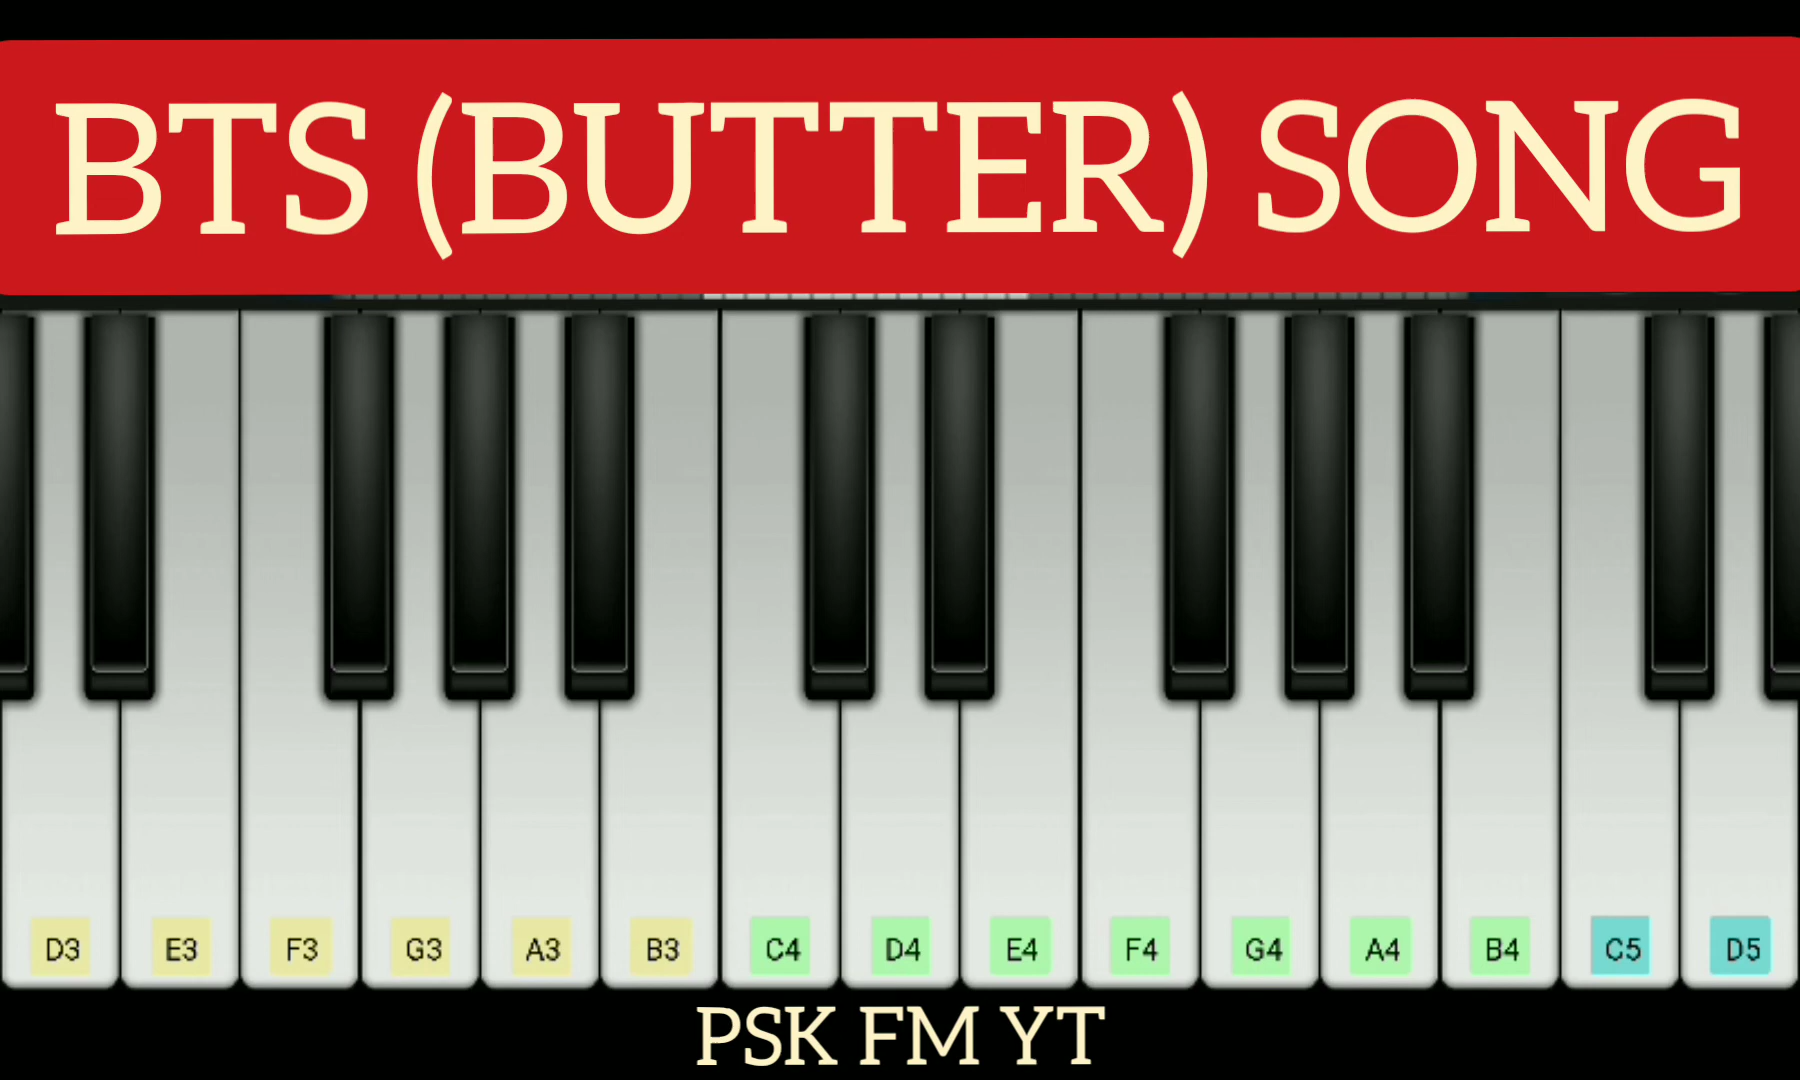 BTS (BUTTER) SONG
D3 E3 F3 G3 A3 B3 C4 D4 E4 F4 G4 A4 B4 C5 D5
PSK FM YT